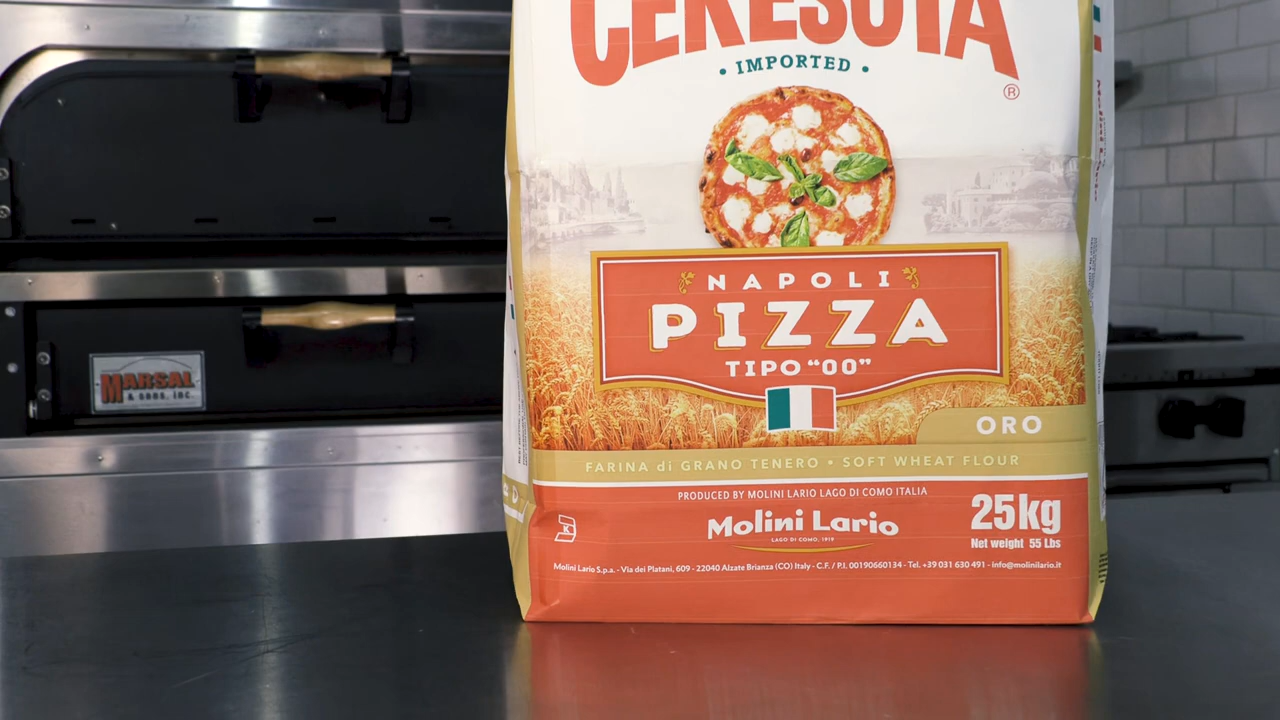 CERESOTA
• IMPORTED •
®
NAPOLI
PIZZA
TIPO “00”
ORO
FARINA di GRANO TENERO • SOFT WHEAT FLOUR
PRODUCED BY MOLINI LARIO LAGO DI COMO ITALIA
Molini Lario
LAGO DI COMO, 1919
25kg
Net weight 55 Lbs
Molini Lario S.p.a. - Via dei Platani, 609 - 22040 Alzate Brianza (CO) Italy - C.F. / P.I. 00190660134 - Tel. +39 031 630 491 - info@molinilario.it
K
MARSAL
& BROS. INC.